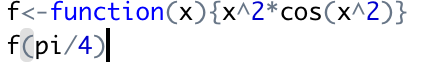 f<-function(x){x^2*cos(x^2)}
f(pi/4)